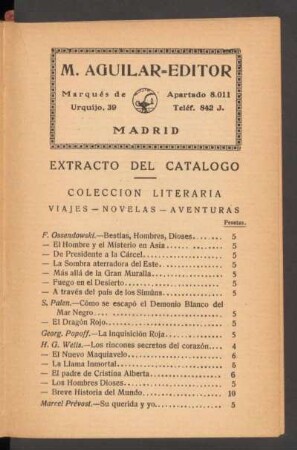 M. AGUILAR-EDITOR
Marqués de Apartado 8.011
Urquijo, 39 Teléf. 842 J.
MADRID
EXTRACTO DEL CATALOGO
COLECCION LITERARIA
VIAJES — NOVELAS — AVENTURAS
Pesetas.
F. Ossendowski.—Bestias, Hombres, Dioses....... 5
— El Hombre y el Misterio en Asia................ 5
— De Presidente a la Cárcel...................... 5
— La Sombra aterradora del Este.................. 5
— Más allá de la Gran Muralla.................... 5
— Fuego en el Desierto........................... 5
— A través del país de los Simúns................ 5
S. Palen.—Cómo se escapó el Demonio Blanco del
Mar Negro........................................ 5
— El Dragón Rojo................................. 5
Georg. Popoff.—La Inquisición Roja............... 5
H. G. Wells.—Los rincones secretos del corazón.... 4
— El Nuevo Maquiavelo............................ 6
— La Llama Inmortal.............................. 5
— El padre de Cristina Alberta................... 6
— Los Hombres Dioses............................. 5
— Breve Historia del Mundo....................... 10
Marcel Prévost.—Su querida y yo.................. 5